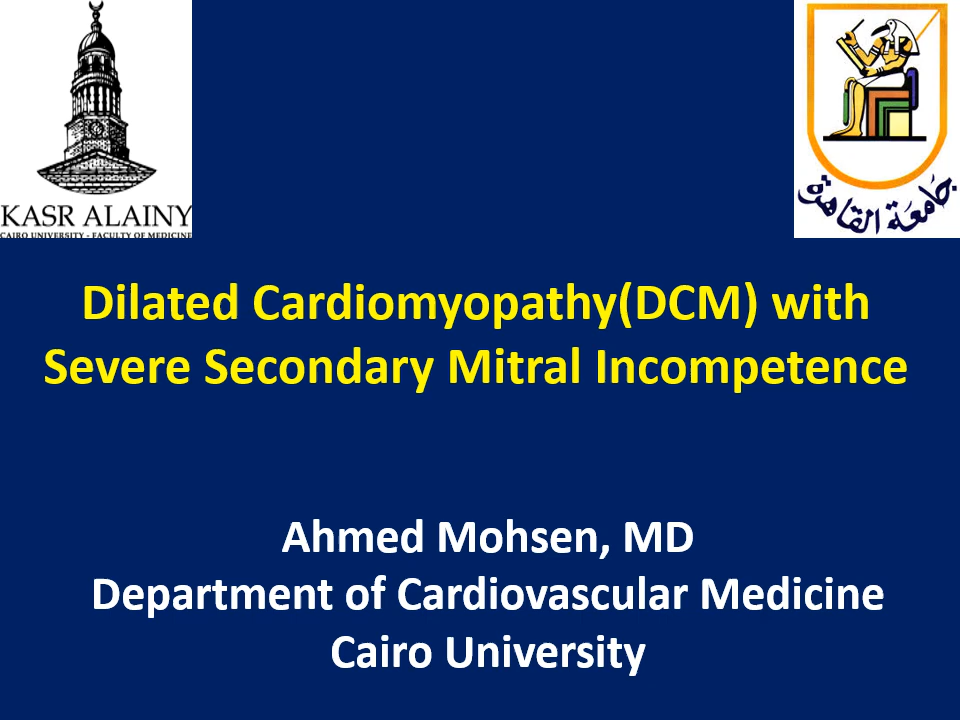 KASR ALAINY
CAIRO UNIVERSITY - FACULTY OF MEDICINE
جامعة القاهرة
Dilated Cardiomyopathy(DCM) with
Severe Secondary Mitral Incompetence
Ahmed Mohsen, MD
Department of Cardiovascular Medicine
Cairo University